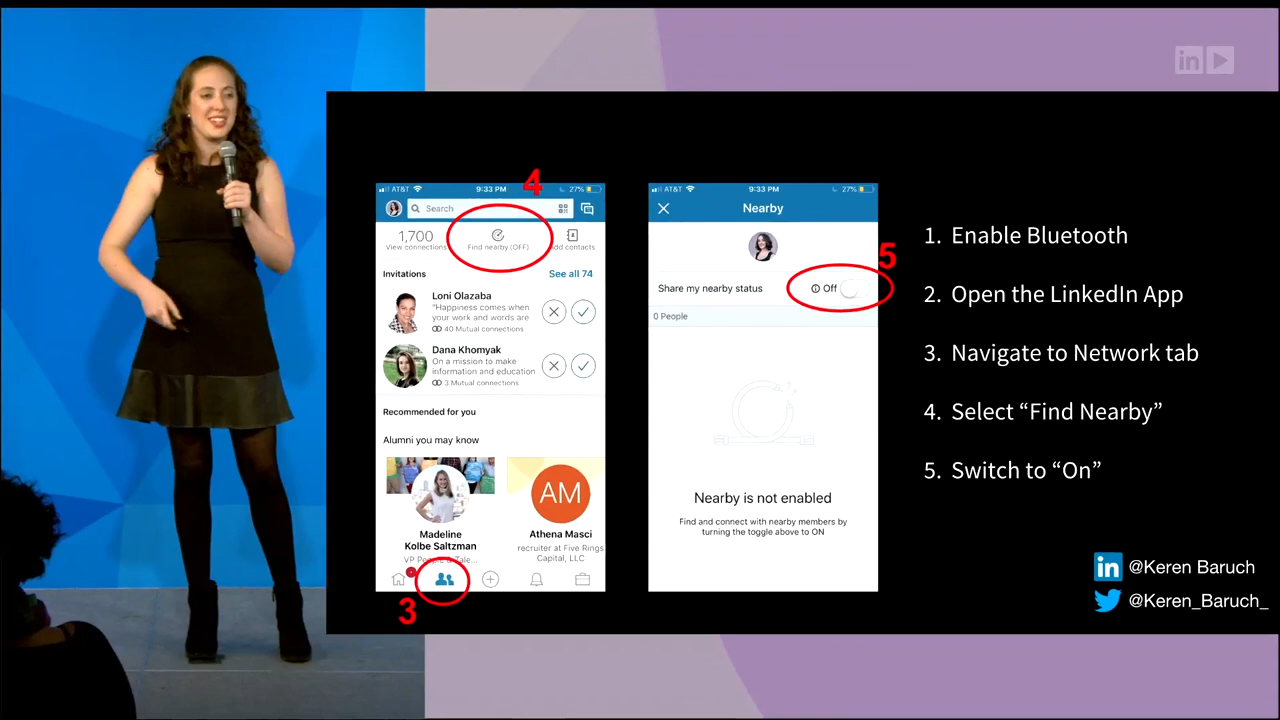 in
4
AT&T 9:33 PM 27%
Search
1,700
View connections
Find nearby (OFF)
Add contacts
Invitations See all 74
Loni Olazaba
"Happiness comes when
your work and words are
40 Mutual connections
Dana Khomyak
On a mission to make
information and education
3 Mutual connections
Recommended for you
Alumni you may know
AM
Madeline
Kolbe Saltzman
VP People & Tale...
Athena Masci
recruiter at Five Rings
Capital, LLC
3
AT&T 9:33 PM 27%
Nearby
5
Share my nearby status Off
0 People
Nearby is not enabled
Find and connect with nearby members by
turning the toggle above to ON
1. Enable Bluetooth
2. Open the LinkedIn App
3. Navigate to Network tab
4. Select “Find Nearby”
5. Switch to “On”
in @Keren Baruch
@Keren_Baruch_